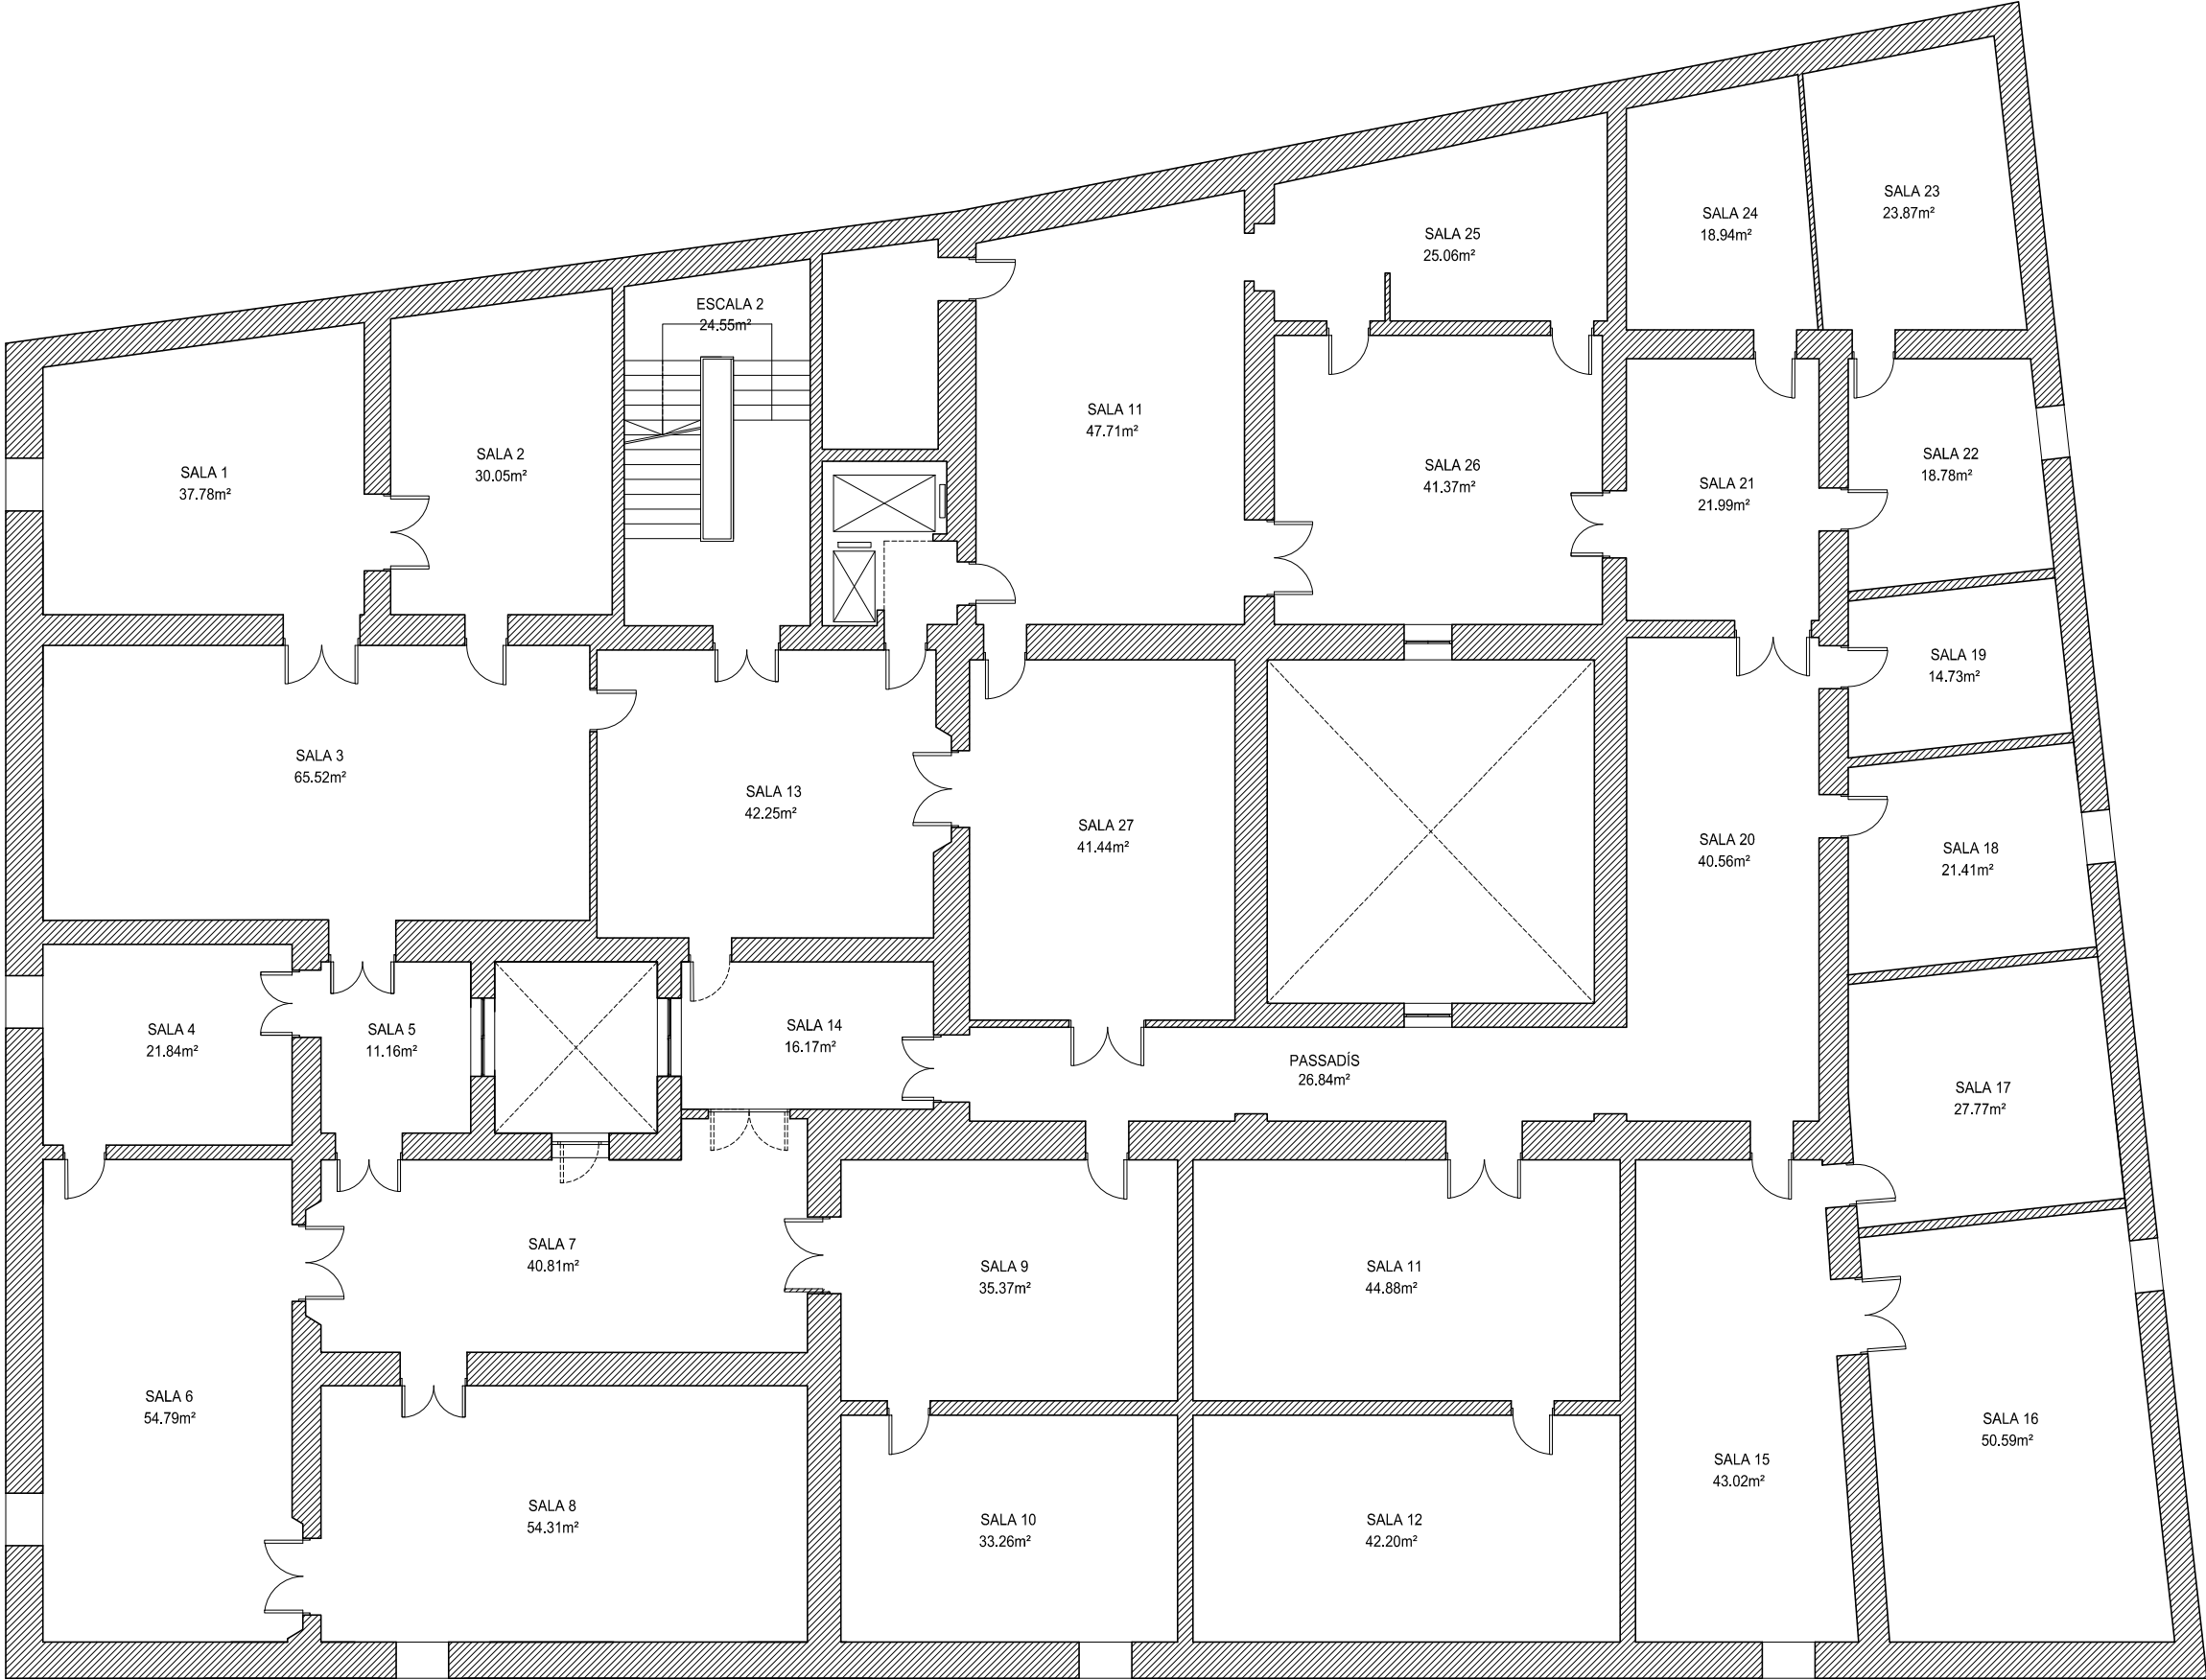 SALA 23
23.87m²
SALA 24
18.94m²
SALA 25
25.06m²
ESCALA 2
24.55m²
SALA 11
47.71m²
SALA 2
30.05m²
SALA 22
18.78m²
SALA 26
41.37m²
SALA 1
37.78m²
SALA 21
21.99m²
SALA 19
14.73m²
SALA 3
65.52m²
SALA 13
42.25m²
SALA 27
41.44m²
SALA 20
40.56m²
SALA 18
21.41m²
SALA 4
21.84m²
SALA 5
11.16m²
SALA 14
16.17m²
PASSADÍS
26.84m²
SALA 17
27.77m²
SALA 7
40.81m²
SALA 9
35.37m²
SALA 11
44.88m²
SALA 6
54.79m²
SALA 16
50.59m²
SALA 15
43.02m²
SALA 8
54.31m²
SALA 10
33.26m²
SALA 12
42.20m²